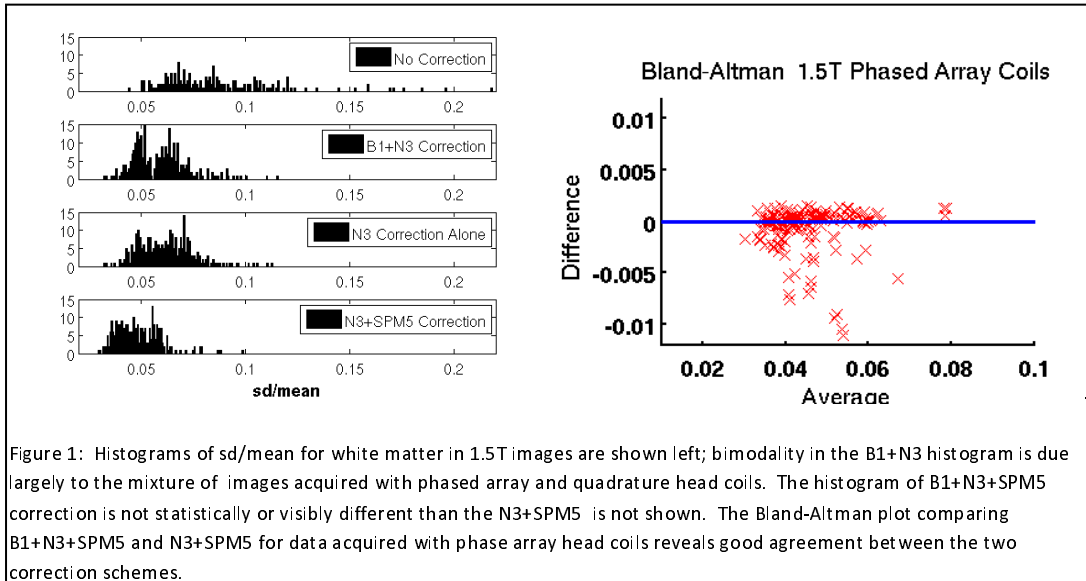 15
10
5
0
No Correction
0.05 0.1 0.15 0.2
15
10
5
0
B1+N3 Correction
0.05 0.1 0.15 0.2
15
10
5
0
N3 Correction Alone
0.05 0.1 0.15 0.2
15
10
5
0
N3+SPM5 Correction
0.05 0.1 0.15 0.2
sd/mean
Bland-Altman 1.5T Phased Array Coils
0.01
0.005
0
-0.005
-0.01
Difference
0.02 0.04 0.06 0.08 0.1
Average
Figure 1: Histograms of sd/mean for white matter in 1.5T images are shown left; bimodality in the B1+N3 histogram is due
largely to the mixture of images acquired with phased array and quadrature head coils. The histogram of B1+N3+SPM5
correction is not statistically or visibly different than the N3+SPM5 is not shown. The Bland-Altman plot comparing
B1+N3+SPM5 and N3+SPM5 for data acquired with phase array head coils reveals good agreement between the two
correction schemes.